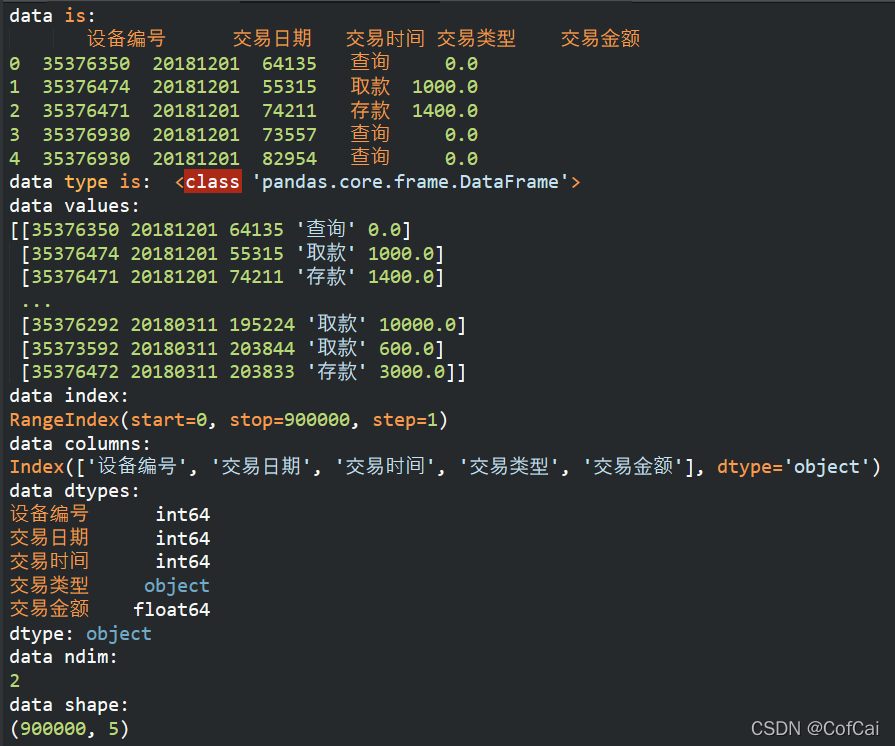 data is:
设备编号 交易日期 交易时间 交易类型 交易金额
0 35376350 20181201 64135 查询 0.0
1 35376474 20181201 55315 取款 1000.0
2 35376471 20181201 74211 存款 1400.0
3 35376930 20181201 73557 查询 0.0
4 35376930 20181201 82954 查询 0.0
data type is: <class 'pandas.core.frame.DataFrame'>
data values:
[[35376350 20181201 64135 '查询' 0.0]
[35376474 20181201 55315 '取款' 1000.0]
[35376471 20181201 74211 '存款' 1400.0]
...
[35376292 20180311 195224 '取款' 10000.0]
[35373592 20180311 203844 '取款' 600.0]
[35376472 20180311 203833 '存款' 3000.0]]
data index:
RangeIndex(start=0, stop=900000, step=1)
data columns:
Index(['设备编号', '交易日期', '交易时间', '交易类型', '交易金额'], dtype='object')
data dtypes:
设备编号 int64
交易日期 int64
交易时间 int64
交易类型 object
交易金额 float64
dtype: object
data ndim:
2
data shape:
(900000, 5)
CSDN @CofCai